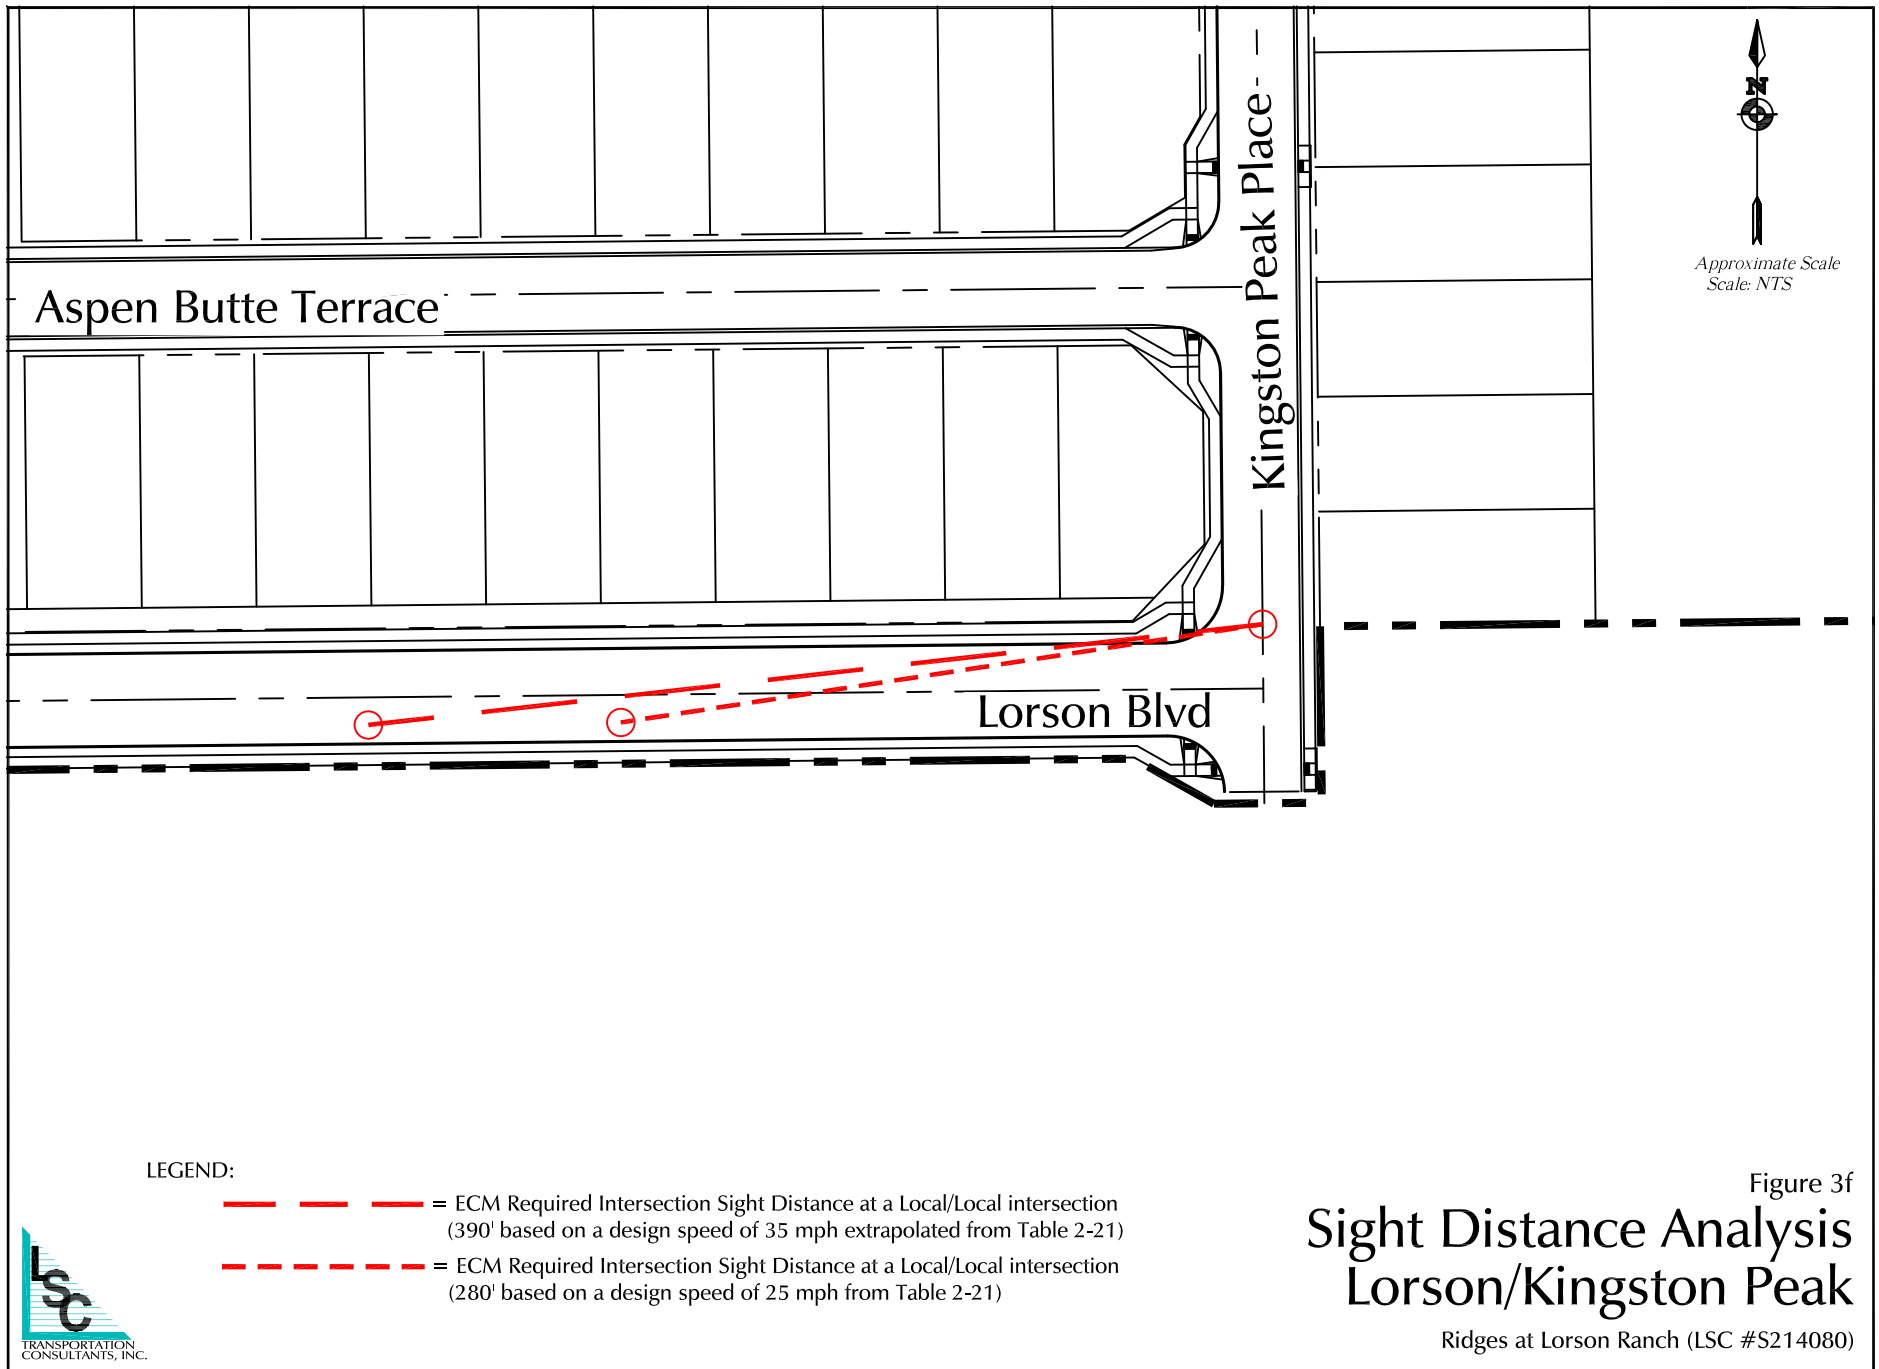 N
Approximate Scale
Scale: NTS
Aspen Butte Terrace
Kingston Peak Place
Lorson Blvd
LEGEND:
= ECM Required Intersection Sight Distance at a Local/Local intersection
(390' based on a design speed of 35 mph extrapolated from Table 2-21)
= ECM Required Intersection Sight Distance at a Local/Local intersection
(280' based on a design speed of 25 mph from Table 2-21)
LSC
TRANSPORTATION
CONSULTANTS, INC.
Figure 3f
Sight Distance Analysis
Lorson/Kingston Peak
Ridges at Lorson Ranch (LSC #S214080)